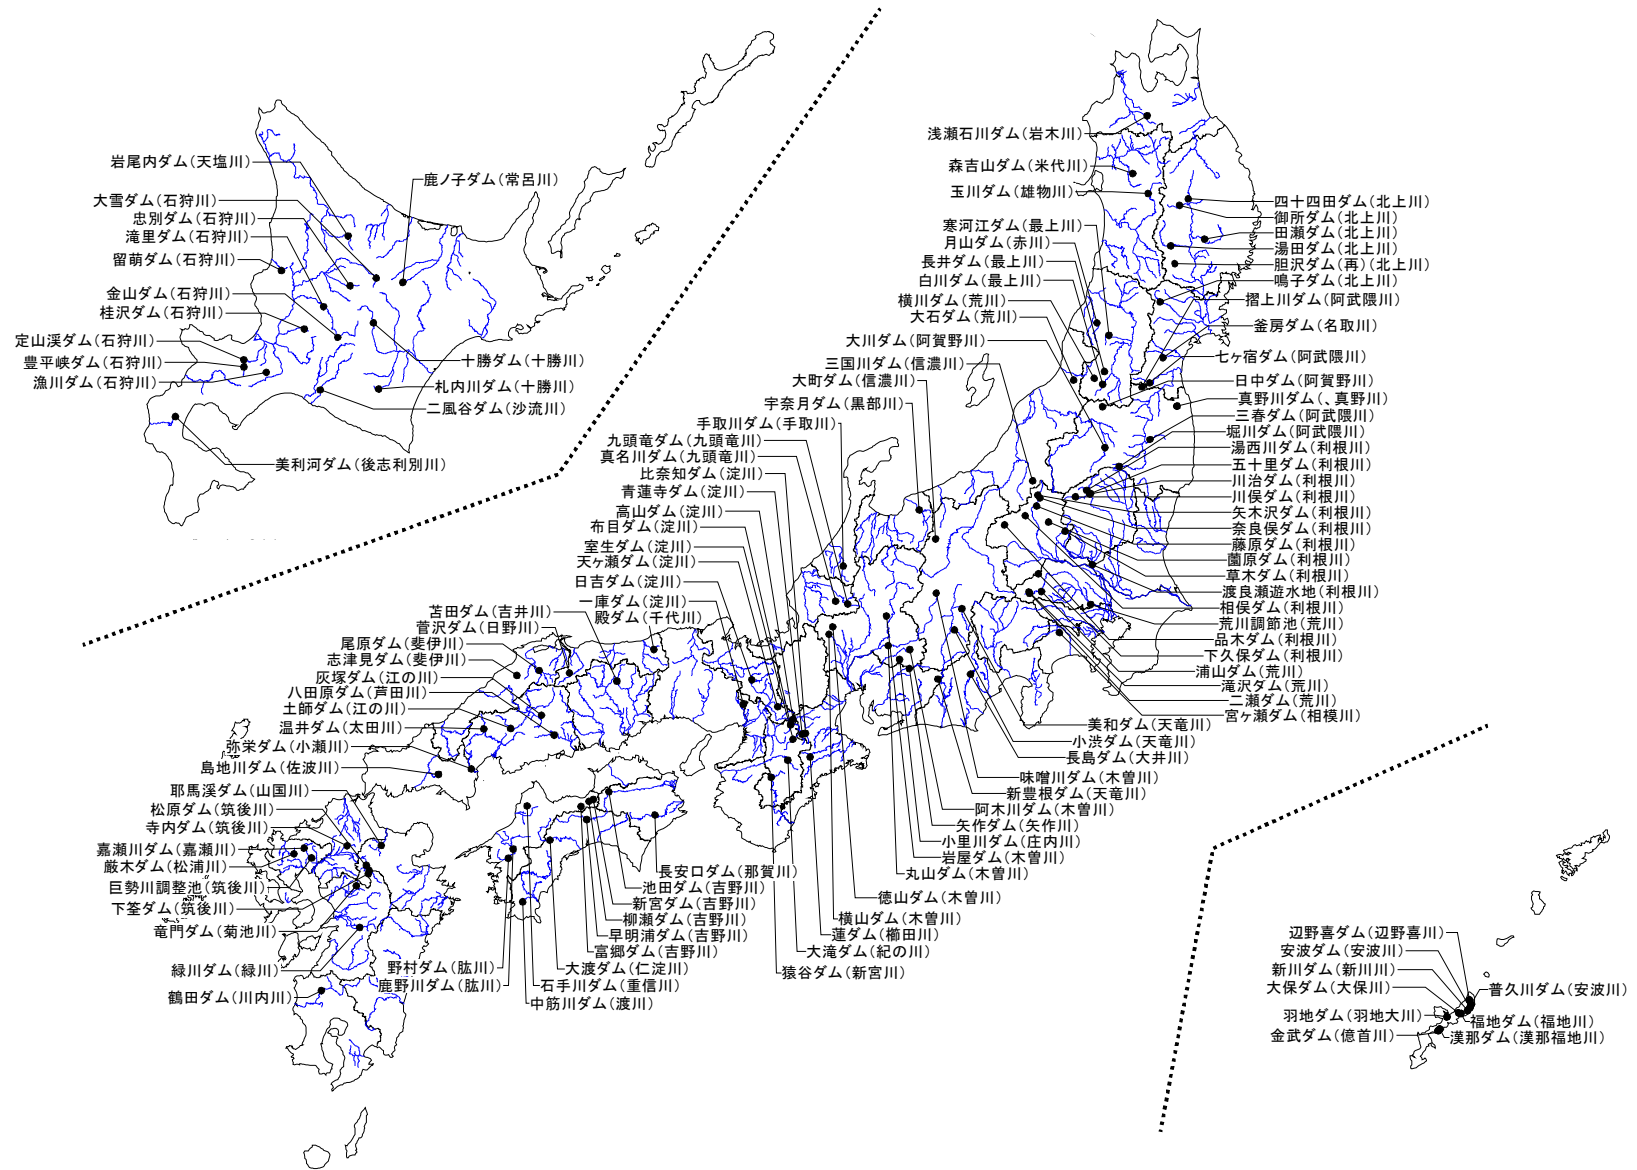 岩尾内ダム（天塩川）
大雪ダム（石狩川）
忠別ダム（石狩川）
滝里ダム（石狩川）
留萌ダム（石狩川）
金山ダム（石狩川）
桂沢ダム（石狩川）
定山渓ダム（石狩川）
豊平峡ダム（石狩川）
漁川ダム（石狩川）
鹿ノ子ダム（常呂川）
十勝ダム（十勝川）
札内川ダム（十勝川）
二風谷ダム（沙流川）
美利河ダム（後志利別川）
浅瀬石川ダム（岩木川）
森吉山ダム（米代川）
玉川ダム（雄物川）
寒河江ダム（最上川）
月山ダム（赤川）
長井ダム（最上川）
白川ダム（最上川）
横川ダム（荒川）
大石ダム（荒川）
大川ダム（阿賀野川）
三国川ダム（信濃川）
大町ダム（信濃川）
宇奈月ダム（黒部川）
手取川ダム（手取川）
九頭竜ダム（九頭竜川）
真名川ダム（九頭竜川）
比奈知ダム（淀川）
青蓮寺ダム（淀川）
高山ダム（淀川）
布目ダム（淀川）
室生ダム（淀川）
天ヶ瀬ダム（淀川）
日吉ダム（淀川）
一庫ダム（淀川）
殿ダム（千代川）
苫田ダム（吉井川）
菅沢ダム（日野川）
尾原ダム（斐伊川）
志津見ダム（斐伊川）
灰塚ダム（江の川）
八田原ダム（芦田川）
土師ダム（江の川）
温井ダム（太田川）
弥栄ダム（小瀬川）
島地川ダム（佐波川）
耶馬溪ダム（山国川）
松原ダム（筑後川）
寺内ダム（筑後川）
嘉瀬川ダム（嘉瀬川）
厳木ダム（松浦川）
巨勢川調整池（筑後川）
下筌ダム（筑後川）
竜門ダム（菊池川）
緑川ダム（緑川）
鶴田ダム（川内川）
四十四田ダム（北上川）
御所ダム（北上川）
田瀬ダム（北上川）
湯田ダム（北上川）
胆沢ダム（再）（北上川）
鳴子ダム（北上川）
摺上川ダム（阿武隈川）
釜房ダム（名取川）
七ヶ宿ダム（阿武隈川）
日中ダム（阿賀野川）
真野川ダム（、真野川）
三春ダム（阿武隈川）
堀川ダム（阿武隈川）
湯西川ダム（利根川）
五十里ダム（利根川）
川治ダム（利根川）
川俣ダム（利根川）
矢木沢ダム（利根川）
奈良俣ダム（利根川）
藤原ダム（利根川）
薗原ダム（利根川）
草木ダム（利根川）
渡良瀬遊水地（利根川）
相俣ダム（利根川）
荒川調節池（荒川）
品木ダム（利根川）
下久保ダム（利根川）
浦山ダム（荒川）
滝沢ダム（荒川）
二瀬ダム（荒川）
宮ヶ瀬ダム（相模川）
美和ダム（天竜川）
小渋ダム（天竜川）
長島ダム（大井川）
味噌川ダム（木曽川）
新豊根ダム（天竜川）
阿木川ダム（木曽川）
矢作ダム（矢作川）
小里川ダム（庄内川）
岩屋ダム（木曽川）
丸山ダム（木曽川）
徳山ダム（木曽川）
横山ダム（木曽川）
蓮ダム（櫛田川）
大滝ダム（紀の川）
猿谷ダム（新宮川）
長安口ダム（那賀川）
池田ダム（吉野川）
新宮ダム（吉野川）
柳瀬ダム（吉野川）
早明浦ダム（吉野川）
富郷ダム（吉野川）
大渡ダム（仁淀川）
石手川ダム（重信川）
中筋川ダム（渡川）
野村ダム（肱川）
鹿野川ダム（肱川）
辺野喜ダム（辺野喜川）
安波ダム（安波川）
新川ダム（新川川）
大保ダム（大保川）
普久川ダム（安波川）
羽地ダム（羽地大川）
福地ダム（福地川）
金武ダム（億首川）
漢那ダム（漢那福地川）